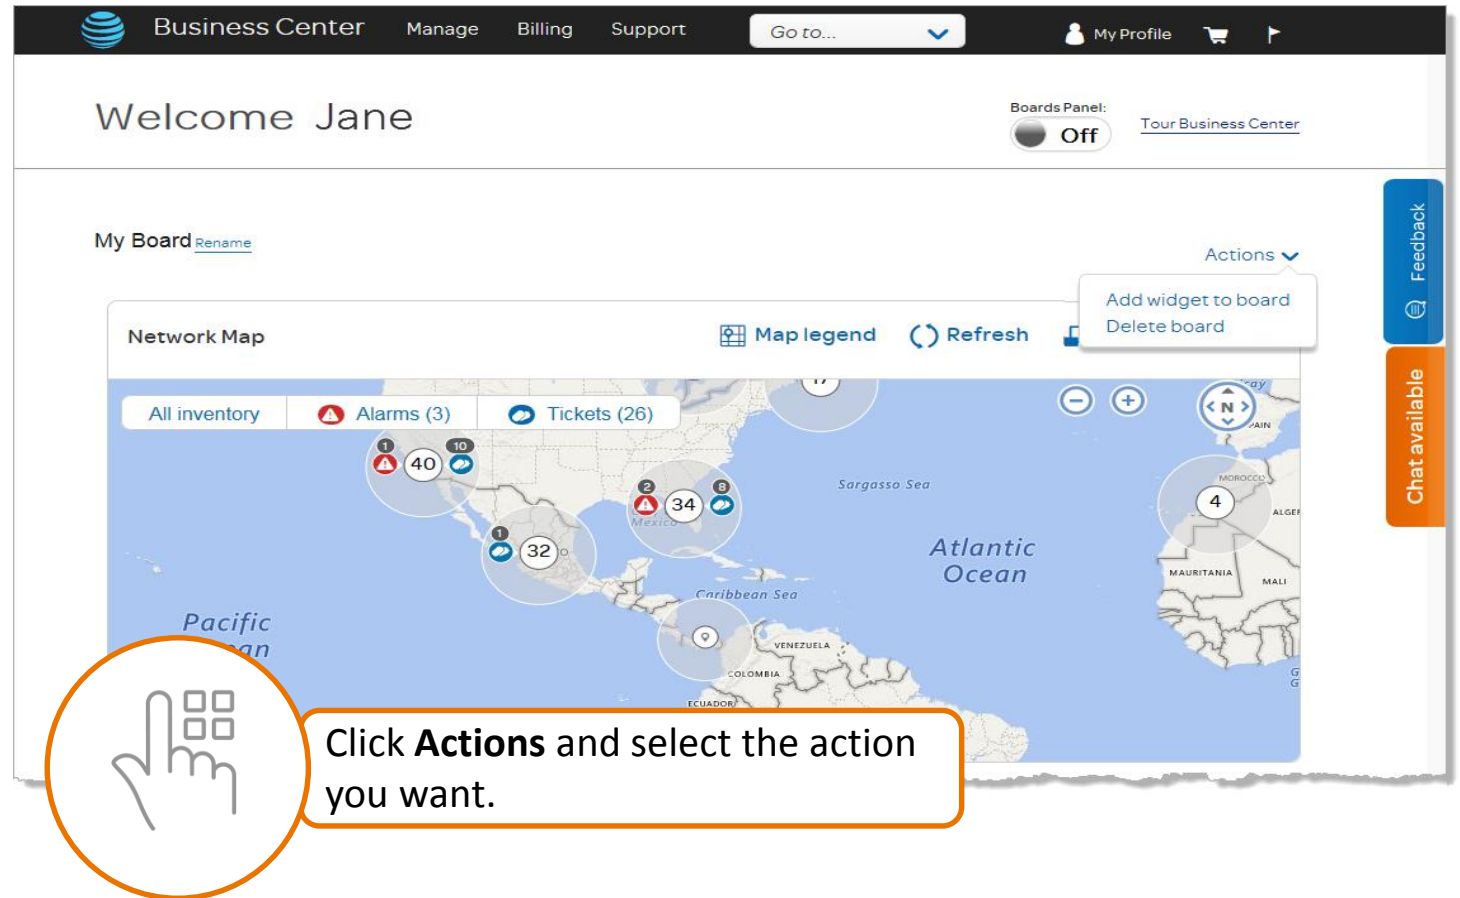 Business Center Manage Billing Support Go to... My Profile
Welcome Jane
Boards Panel:
Off
Tour Business Center
Feedback
My Board Rename
Actions
Add widget to board
Delete board
Network Map Map legend Refresh
Chat available
All inventory Alarms (3) Tickets (26)
N
SPAIN
1 40 10
2 34 8
Mexico
Sargasso Sea
MOROCCO
4
1 32
Atlantic
Ocean
MAURITANIA
MALI
Caribbean Sea
Pacific
VENEZUELA
COLOMBIA
ECUADOR
Click Actions and select the action
you want.